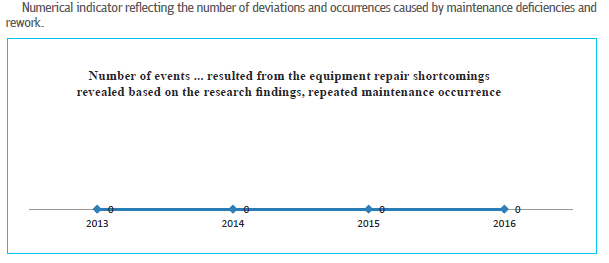 Numerical indicator reflecting the number of deviations and occurrences caused by maintenance deficiencies and
rework.
Number of events ... resulted from the equipment repair shortcomings
revealed based on the research findings, repeated maintenance occurrence
0 0 0 0
2013 2014 2015 2016